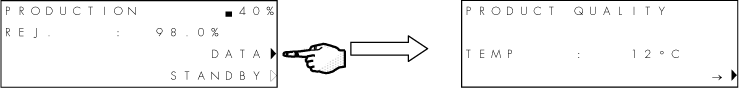 PRODUCTION ▄40%
REJ. : 98.0%
DATA
STANDBY
PRODUCT QUALITY
TEMP : 12°C
→